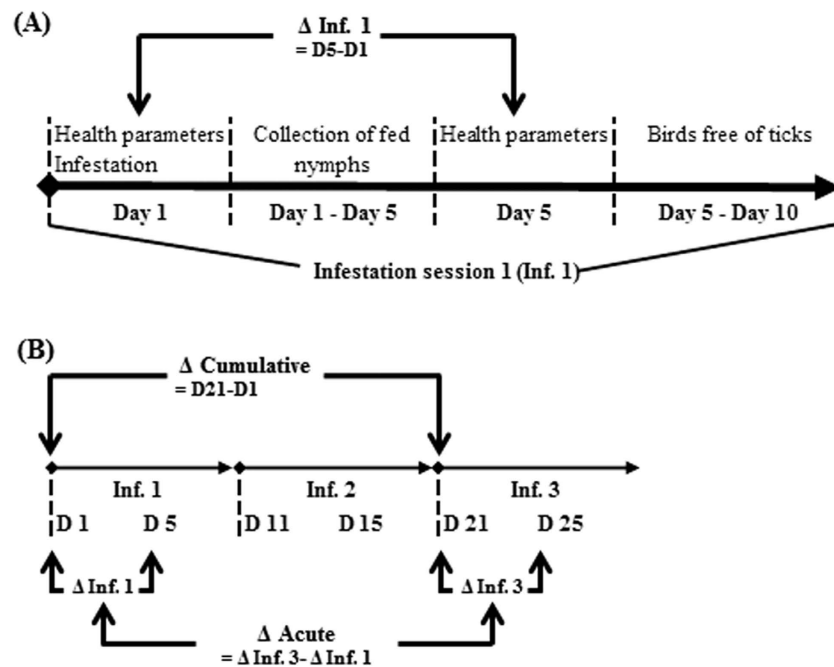 (A)
Δ Inf. 1
= D5-D1
Health parameters
Infestation
Collection of fed
nymphs
Health parameters
Birds free of ticks
Day 1
Day 1 - Day 5
Day 5
Day 5 - Day 10
Infestation session 1 (Inf. 1)
(B)
Δ Cumulative
= D21-D1
Inf. 1
Inf. 2
Inf. 3
D 1
D 5
D 11
D 15
D 21
D 25
Δ Inf. 1
Δ Inf. 3
Δ Acute
= Δ Inf. 3- Δ Inf. 1